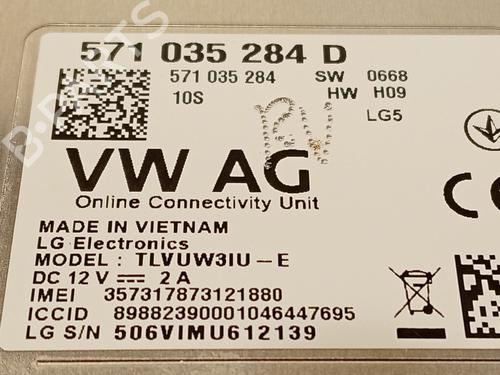 571 035 284 D
571 035 284 SW 0668
10S HW H09
LG5
VW AG
Online Connectivity Unit
MADE IN VIETNAM
LG Electronics
MODEL : TLVUW3IU-E
DC 12 V 2 A
IMEI 357317873121880
ICCID 89882390001046447695
LG S/N 506VIMU612139
CE